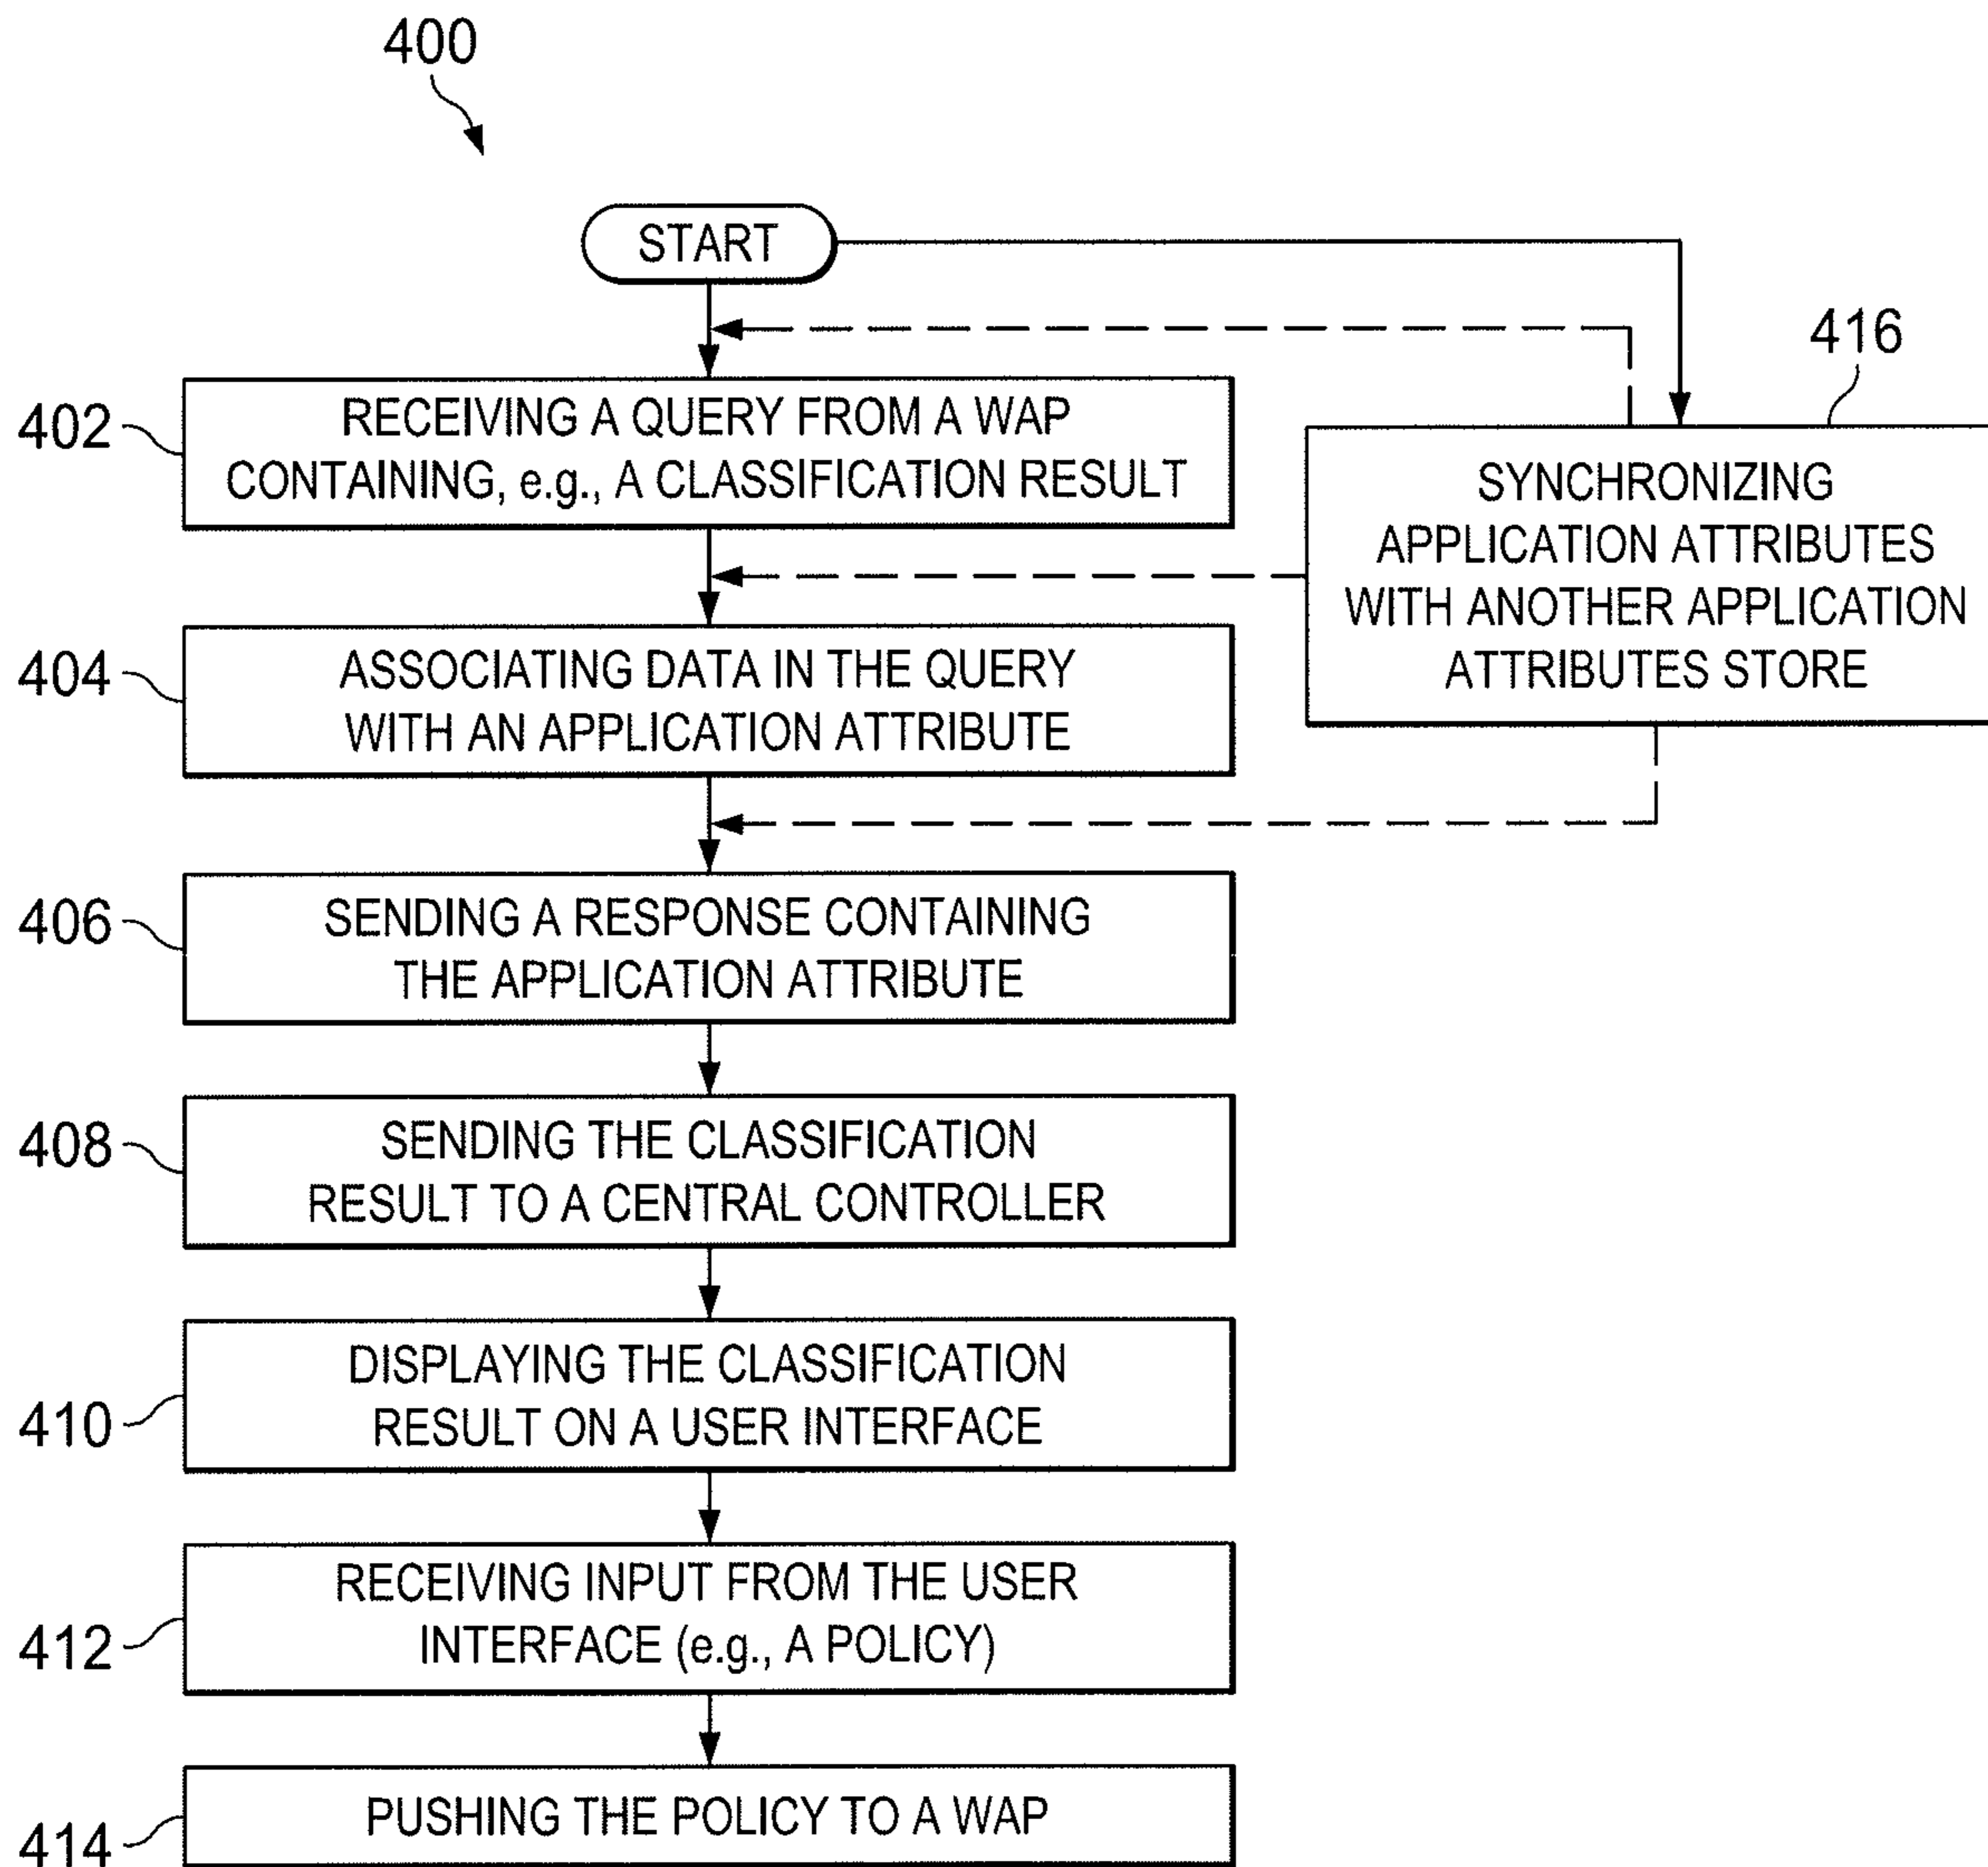 400
START
416
402
RECEIVING A QUERY FROM A WAP
CONTAINING, e.g., A CLASSIFICATION RESULT
SYNCHRONIZING
APPLICATION ATTRIBUTES
WITH ANOTHER APPLICATION
ATTRIBUTES STORE
404
ASSOCIATING DATA IN THE QUERY
WITH AN APPLICATION ATTRIBUTE
406
SENDING A RESPONSE CONTAINING
THE APPLICATION ATTRIBUTE
408
SENDING THE CLASSIFICATION
RESULT TO A CENTRAL CONTROLLER
410
DISPLAYING THE CLASSIFICATION
RESULT ON A USER INTERFACE
412
RECEIVING INPUT FROM THE USER
INTERFACE (e.g., A POLICY)
414
PUSHING THE POLICY TO A WAP